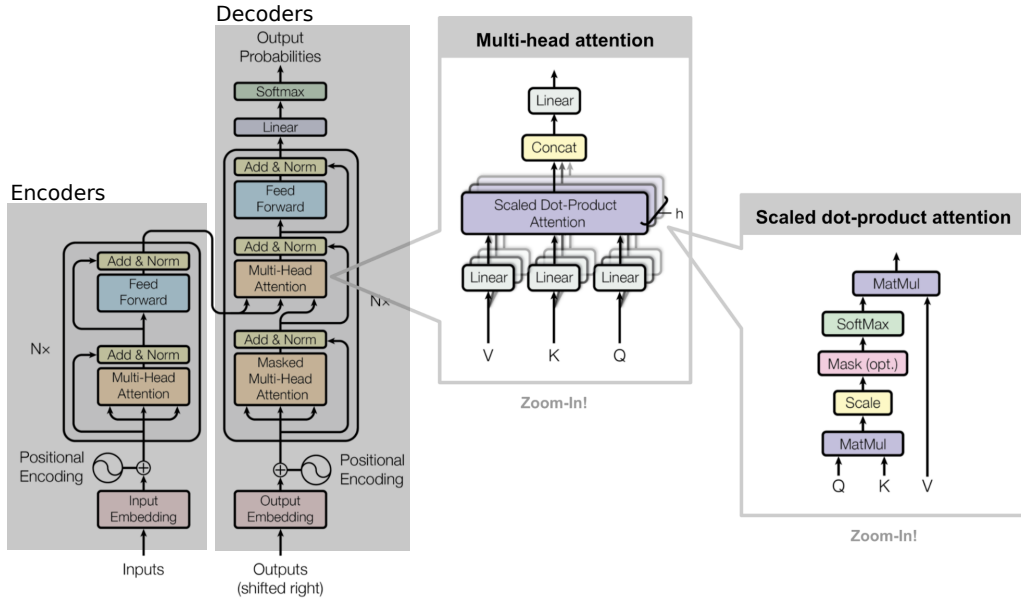 Encoders
Add & Norm
Feed
Forward
Nx
Add & Norm
Multi-Head
Attention
Positional
Encoding
Input
Embedding
Inputs
Decoders
Output
Probabilities
Softmax
Linear
Add & Norm
Feed
Forward
Add & Norm
Multi-Head
Attention
Nx
Add & Norm
Masked
Multi-Head
Attention
Positional
Encoding
Output
Embedding
Outputs
(shifted right)
Multi-head attention
Linear
Concat
Scaled Dot-Product
Attention
h
Linear
Linear
Linear
V
K
Q
Zoom-In!
Scaled dot-product attention
MatMul
SoftMax
Mask (opt.)
Scale
MatMul
Q
K
V
Zoom-In!